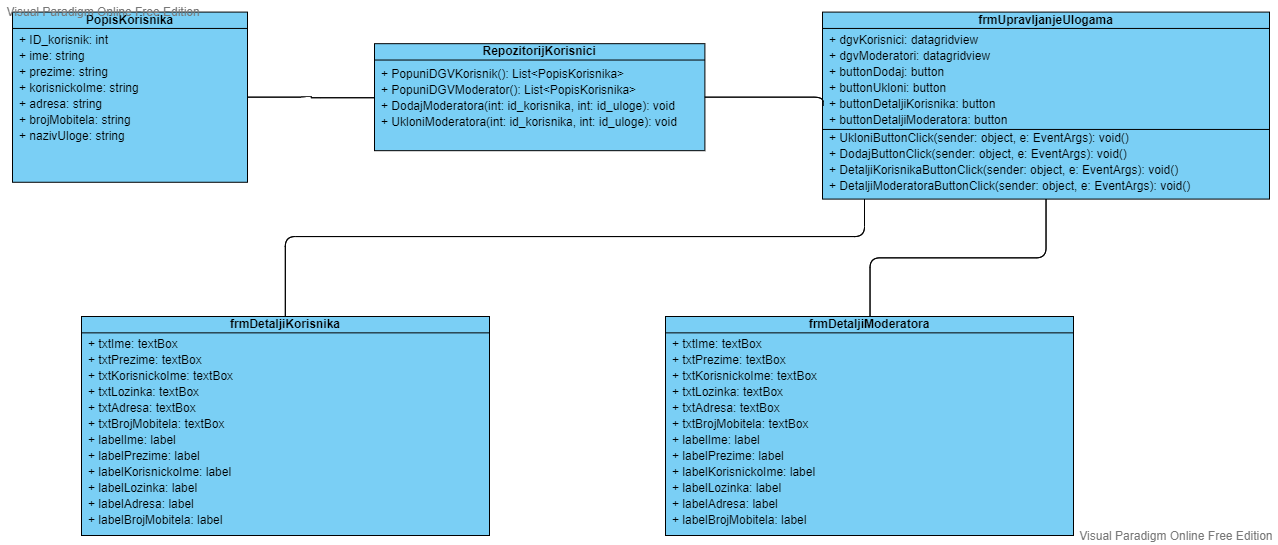 Visual Paradigm Online Free Edition
PopisKorisnika
+ ID_korisnik: int
+ ime: string
+ prezime: string
+ korisnickoIme: string
+ adresa: string
+ brojMobitela: string
+ nazivUloge: string
RepozitorijKorisnici
+ PopuniDGVKorisnik(): List<PopisKorisnika>
+ PopuniDGVModerator(): List<PopisKorisnika>
+ DodajModeratora(int: id_korisnika, int: id_uloge): void
+ UkloniModeratora(int: id_korisnika, int: id_uloge): void
frmUpravljanjeUlogama
+ dgvKorisnici: datagridview
+ dgvModeratori: datagridview
+ buttonDodaj: button
+ buttonUkloni: button
+ buttonDetaljiKorisnika: button
+ buttonDetaljiModeratora: button
+ UkloniButtonClick(sender: object, e: EventArgs): void()
+ DodajButtonClick(sender: object, e: EventArgs): void()
+ DetaljiKorisnikaButtonClick(sender: object, e: EventArgs): void()
+ DetaljiModeratoraButtonClick(sender: object, e: EventArgs): void()
frmDetaljiKorisnika
+ txtIme: textBox
+ txtPrezime: textBox
+ txtKorisnickoIme: textBox
+ txtLozinka: textBox
+ txtAdresa: textBox
+ txtBrojMobitela: textBox
+ labelIme: label
+ labelPrezime: label
+ labelKorisnickoIme: label
+ labelLozinka: label
+ labelAdresa: label
+ labelBrojMobitela: label
frmDetaljiModeratora
+ txtIme: textBox
+ txtPrezime: textBox
+ txtKorisnickoIme: textBox
+ txtLozinka: textBox
+ txtAdresa: textBox
+ txtBrojMobitela: textBox
+ labelIme: label
+ labelPrezime: label
+ labelKorisnickoIme: label
+ labelLozinka: label
+ labelAdresa: label
+ labelBrojMobitela: label
Visual Paradigm Online Free Edition